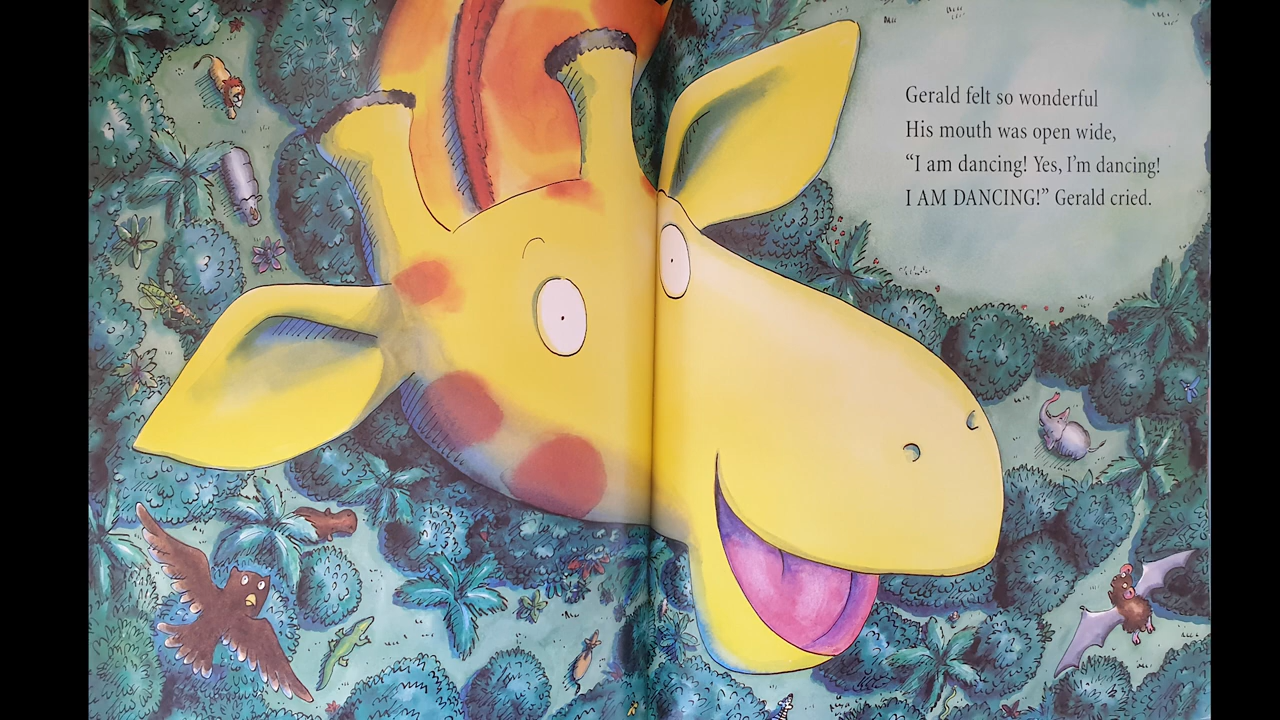 Gerald felt so wonderful
His mouth was open wide,
“I am dancing! Yes, I’m dancing!
I AM DANCING!” Gerald cried.